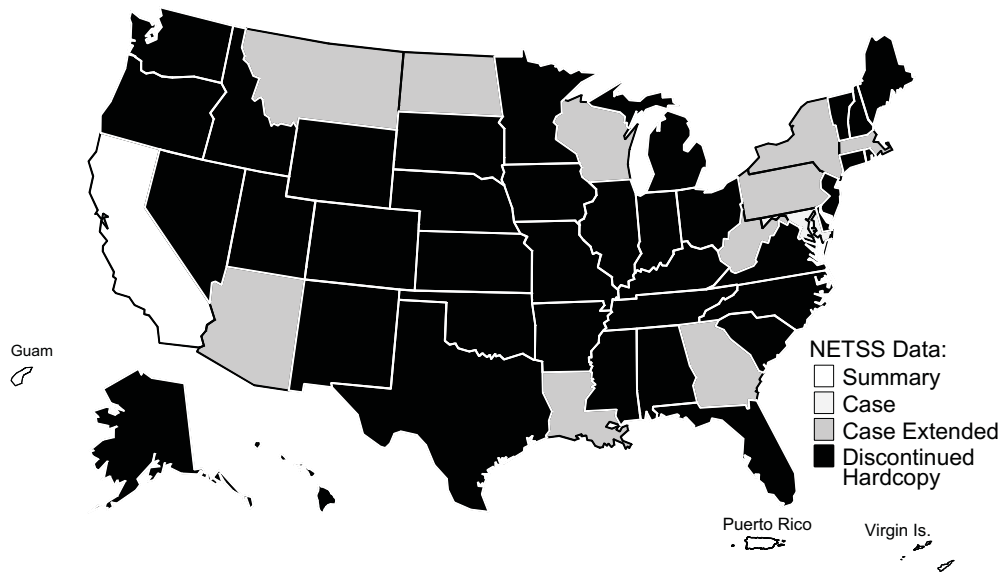 Guam
NETSS Data:
Summary
Case
Case Extended
Discontinued
Hardcopy
Puerto Rico
Virgin Is.